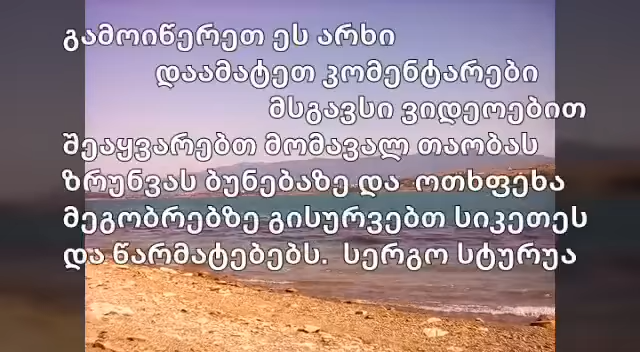 გამოიწერეთ ეს არხი
დაამატეთ კომენტარები
მსგავსი ვიდეოებით
შეაყვარებთ მომავალ თაობას
ზრუნვას ბუნებაზე და ოთხფეხა
მეგობრებზე გისურვებთ სიკეთეს
და წარმატებებს. სერგო სტურუა